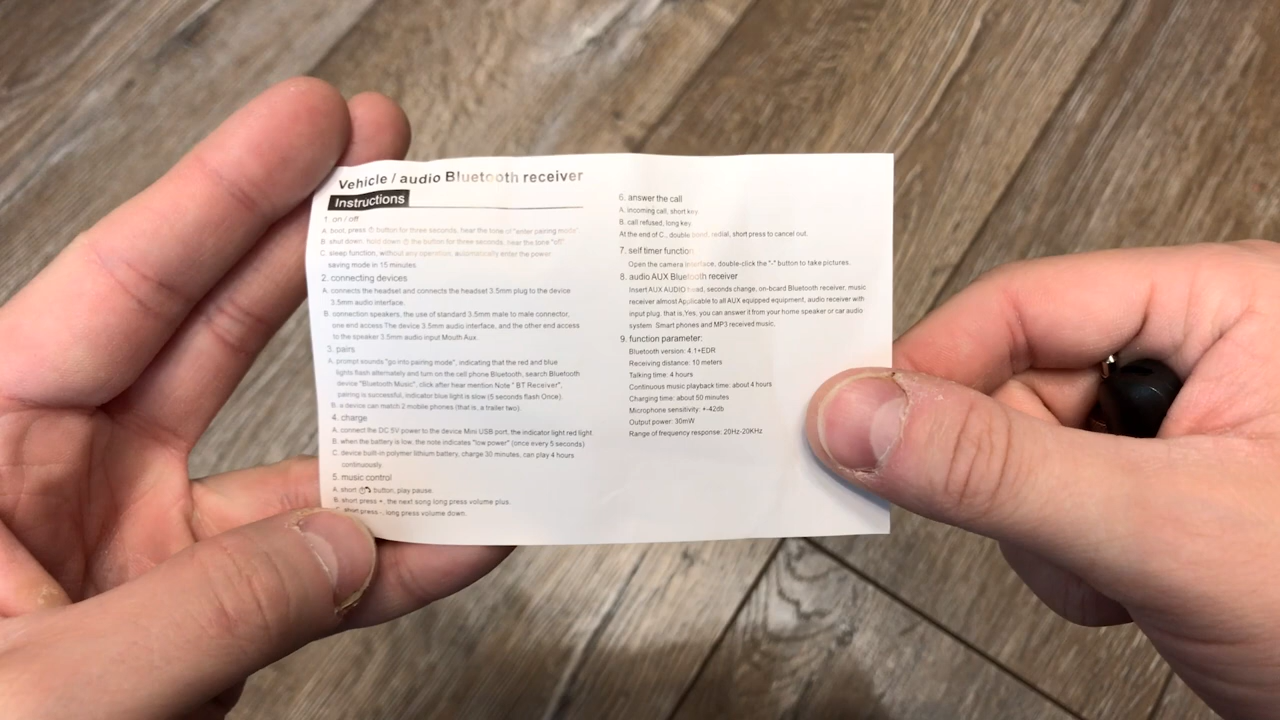 Vehicle / audio Bluetooth receiver
Instructions
1. on / off
A. boot, press button for three seconds, hear the tone of "enter pairing mode"
B. shut down, hold down the button for three seconds, hear the tone "off"
C. sleep function, without any operation, automatically enter the power
saving mode in 15 minutes
2. connecting devices
A. connects the headset and connects the headset 3.5mm plug to the device
3.5mm audio interface.
B. connection speakers, the use of standard 3.5mm male to male connector,
one end access The device 3.5mm audio interface, and the other end access
to the speaker 3.5mm audio input Mouth Aux.
3. pairs
A. prompt sounds "go into pairing mode", indicating that the red and blue
lights flash alternately and turn on the cell phone Bluetooth, search Bluetooth
device "Bluetooth Music", click after hear mention Note " BT Receiver",
pairing is successful, indicator blue light is slow (5 seconds flash Once).
B. a device can match 2 mobile phones (that is, a trailer two).
4. charge
A. connect the DC 5V power to the device Mini USB port, the indicator light red light.
B. when the battery is low, the note indicates "low power" (once every 5 seconds)
C. device built-in polymer lithium battery, charge 30 minutes, can play 4 hours
continuously.
5. music control
A. short button, play pause
B. short press +, the next song long press volume plus.
short press -, long press volume down.
6. answer the call
A. incoming call, short key
B. call refused, long key
At the end of C., double redial, short press to cancel out.
7. self timer function
Open the camera interface, double-click the "-" button to take pictures.
8. audio AUX Bluetooth receiver
Insert AUX AUDIO seconds change, on-bcard Bluetooth receiver, music
receiver almost Applicable to all AUX equipped equipment, audio receiver with
input plug, that is,Yes, you can answer it from your home speaker or car audio
system Smart phones and MP3 received music.
9. function parameter:
Bluetooth version: 4.1+EDR
Receiving distance: 10 meters
Talking time: 4 hours
Continuous music playback time: about 4 hours
Charging time: about 50 minutes
Microphone sensitivity: +-42db
Output power: 30mW
Range of frequency response: 20Hz-20KHz